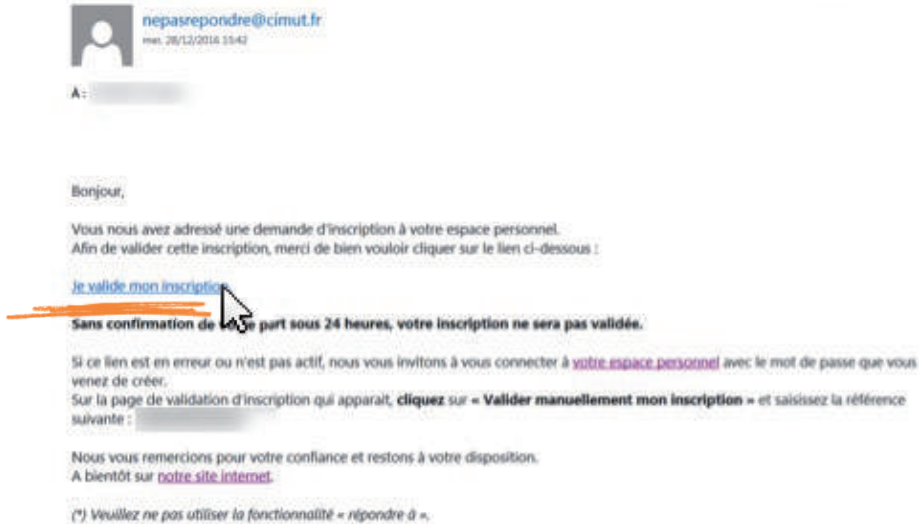 nepasrepondre@cimut.fr
mer. 28/12/2016 15:42
À :
Bonjour,
Vous nous avez adressé une demande d'inscription à votre espace personnel.
Afin de valider cette inscription, merci de bien vouloir cliquer sur le lien ci-dessous :
Je valide mon inscription
Sans confirmation de part sous 24 heures, votre inscription ne sera pas validée.
Si ce lien est en erreur ou n'est pas actif, nous vous invitons à vous connecter à votre espace personnel avec le mot de passe que vous
venez de créer.
Sur la page de validation d'inscription qui apparait, cliquez sur « Valider manuellement mon inscription » et saisissez la référence
suivante :
Nous vous remercions pour votre confiance et restons à votre disposition.
A bientôt sur notre site internet.
(*) Veuillez ne pas utiliser la fonctionnalité « répondre à ».